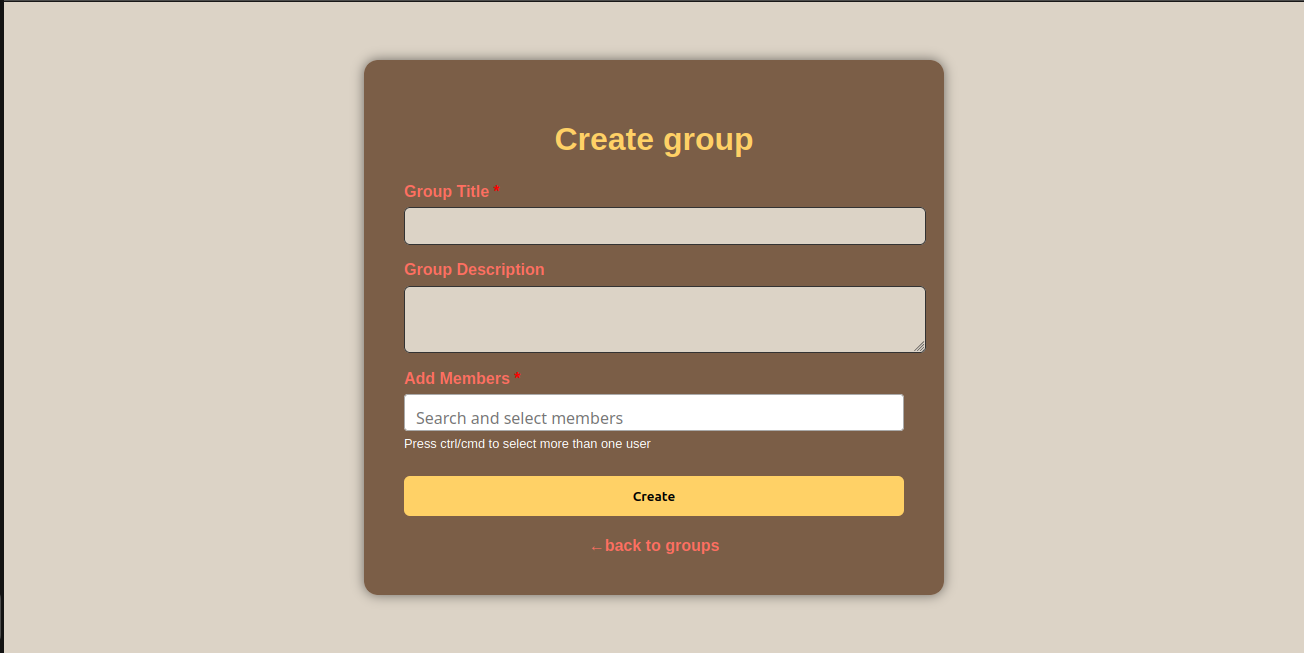 Create group
Group Title *
Group Description
Add Members *
Search and select members
Press ctrl/cmd to select more than one user
Create
←back to groups